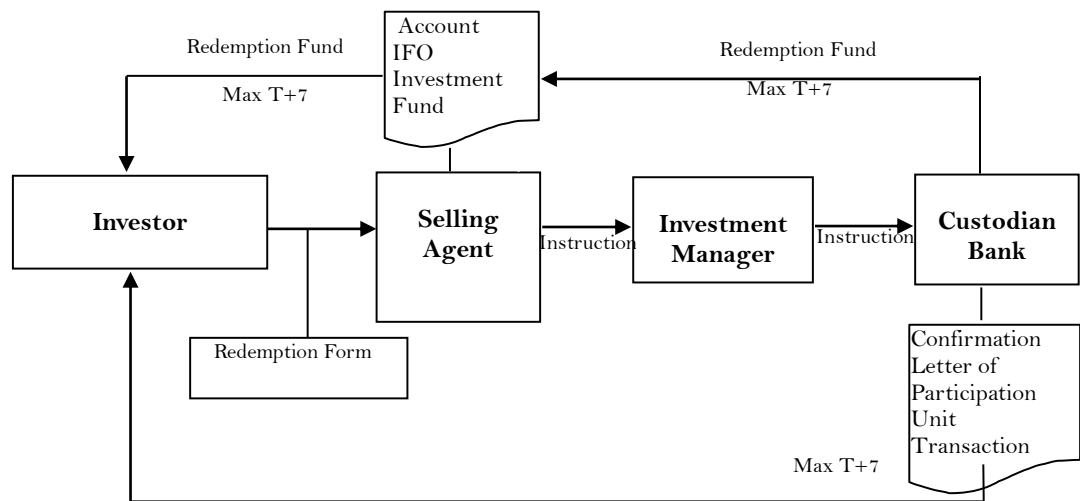 Account
IFO
Investment
Fund
Redemption Fund
Max T+7
Redemption Fund
Max T+7
Investor
Selling
Agent
Instruction
Investment
Manager
Instruction
Custodian
Bank
Redemption Form
Confirmation
Letter of
Participation
Unit
Transaction
Max T+7